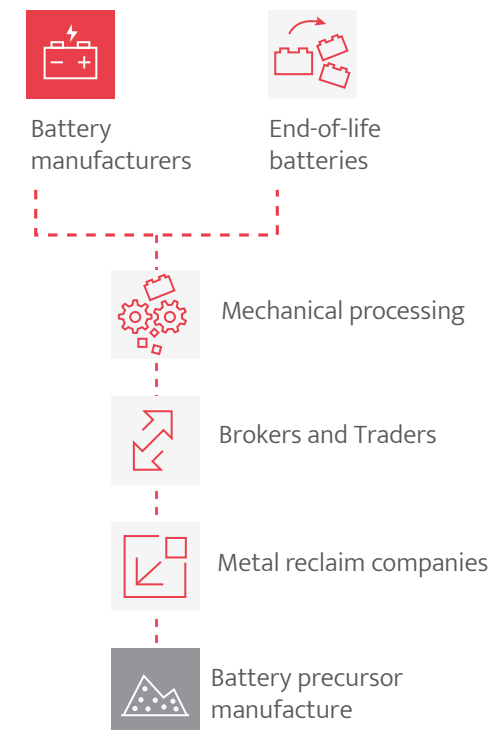 Battery
manufacturers
End-of-life
batteries
Mechanical processing
Brokers and Traders
Metal reclaim companies
Battery precursor
manufacture